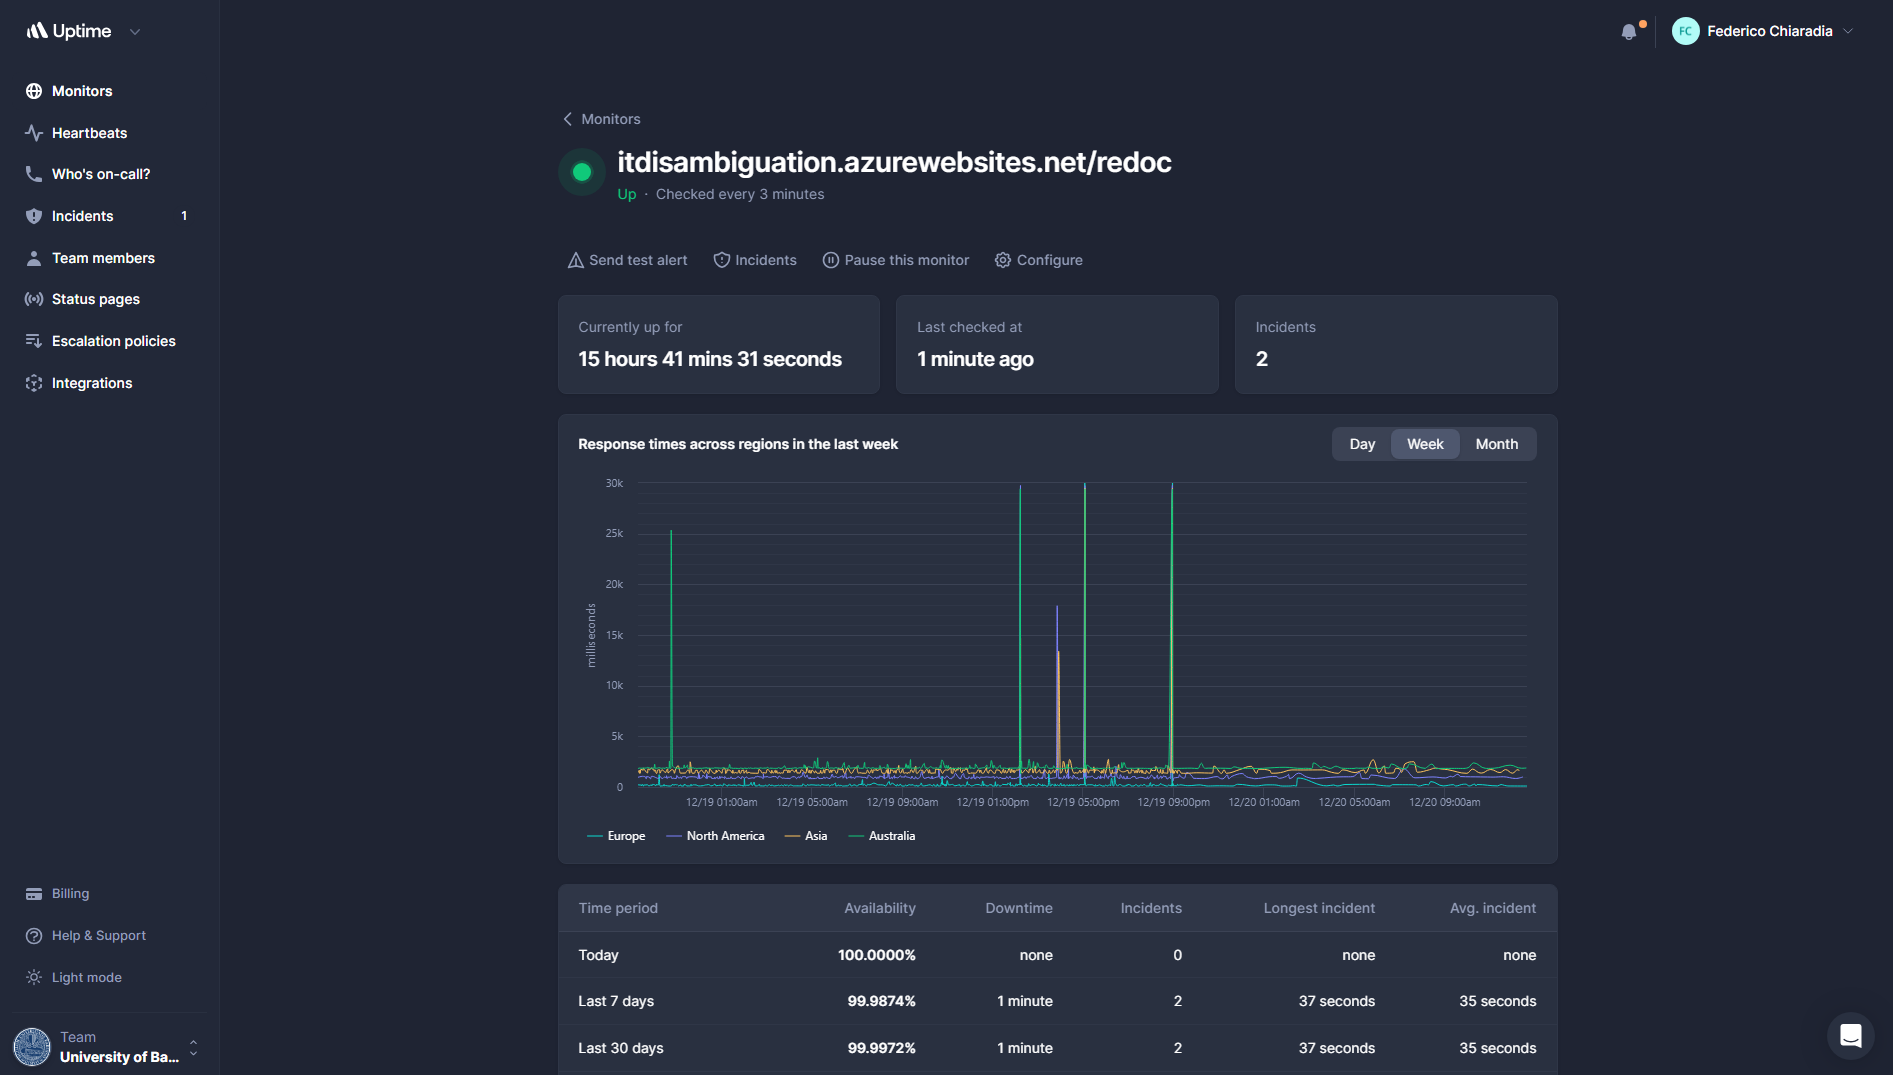 Uptime
Federico Chiaradia
FC
Monitors
Heartbeats
Who's on-call?
Incidents 1
Team members
Status pages
Escalation policies
Integrations
Billing
Help & Support
Light mode
Team
University of Ba...
Monitors
itdisambiguation.azurewebsites.net/redoc
Up · Checked every 3 minutes
Send test alert Incidents Pause this monitor Configure
Currently up for
15 hours 41 mins 31 seconds
Last checked at
1 minute ago
Incidents
2
Response times across regions in the last week
Day Week Month
milliseconds
30k
25k
20k
15k
10k
5k
0
12/19 01:00am 12/19 05:00am 12/19 09:00am 12/19 01:00pm 12/19 05:00pm 12/19 09:00pm 12/20 01:00am 12/20 05:00am 12/20 09:00am
Europe North America Asia Australia
Time period Availability Downtime Incidents Longest incident Avg. incident
Today 100.0000% none 0 none none
Last 7 days 99.9874% 1 minute 2 37 seconds 35 seconds
Last 30 days 99.9972% 1 minute 2 37 seconds 35 seconds